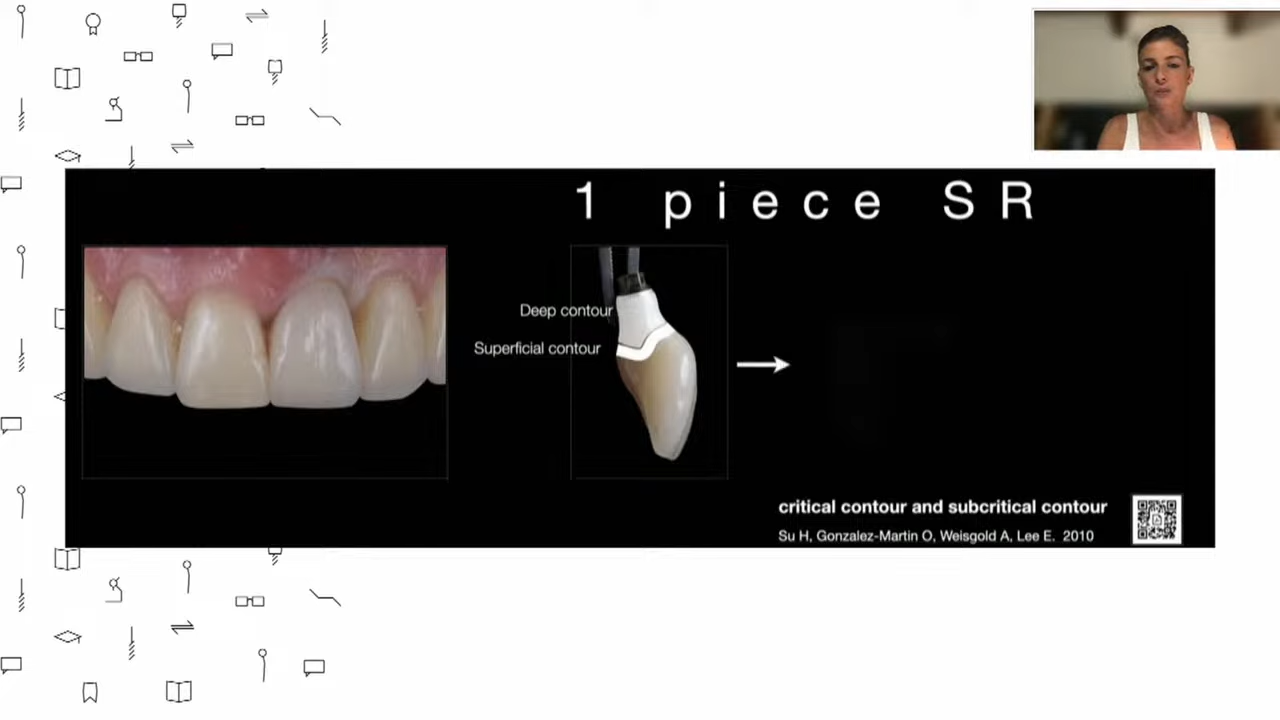 1 piece SR
Deep contour
Superficial contour
critical contour and subcritical contour
Su H, Gonzalez-Martin O, Weisgold A, Lee E. 2010